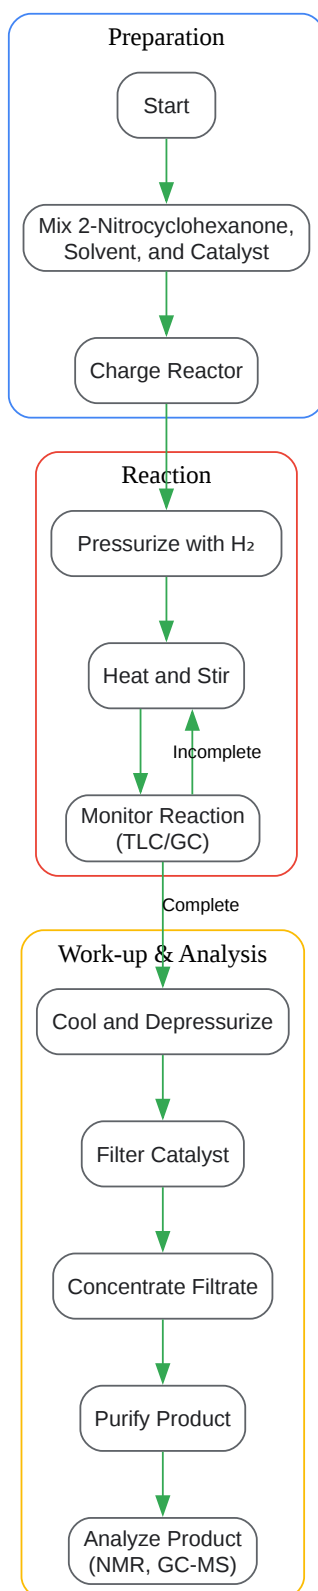 Preparation
Start
Mix 2-Nitrocyclohexanone,
Solvent, and Catalyst
Charge Reactor
Reaction
Pressurize with H₂
Heat and Stir
Incomplete
Monitor Reaction
(TLC/GC)
Complete
Work-up & Analysis
Cool and Depressurize
Filter Catalyst
Concentrate Filtrate
Purify Product
Analyze Product
(NMR, GC-MS)